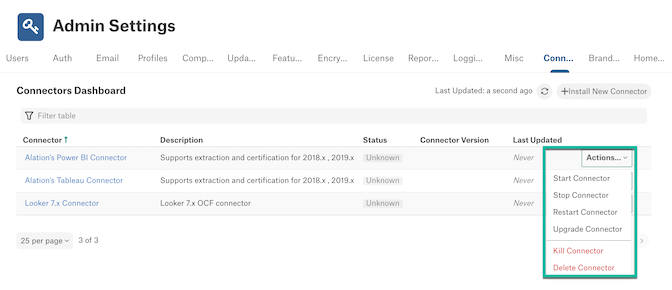 Admin Settings
Users Auth Email Profiles Comp... Upda... Featu... Encry... License Repor... Loggi... Misc Conn... Brand... Home...
Connectors Dashboard Last Updated: a second ago +Install New Connector
Filter table
Connector ↑ Description Status Connector Version Last Updated
Alation's Power BI Connector Supports extraction and certification for 2018.x , 2019.x Unknown Never Actions...
Alation's Tableau Connector Supports extraction and certification for 2018.x , 2019.x Unknown Never Start Connector
Stop Connector
Looker 7.x Connector Looker 7.x OCF connector Unknown Never Restart Connector
Upgrade Connector
25 per page 3 of 3
Kill Connector
Delete Connector